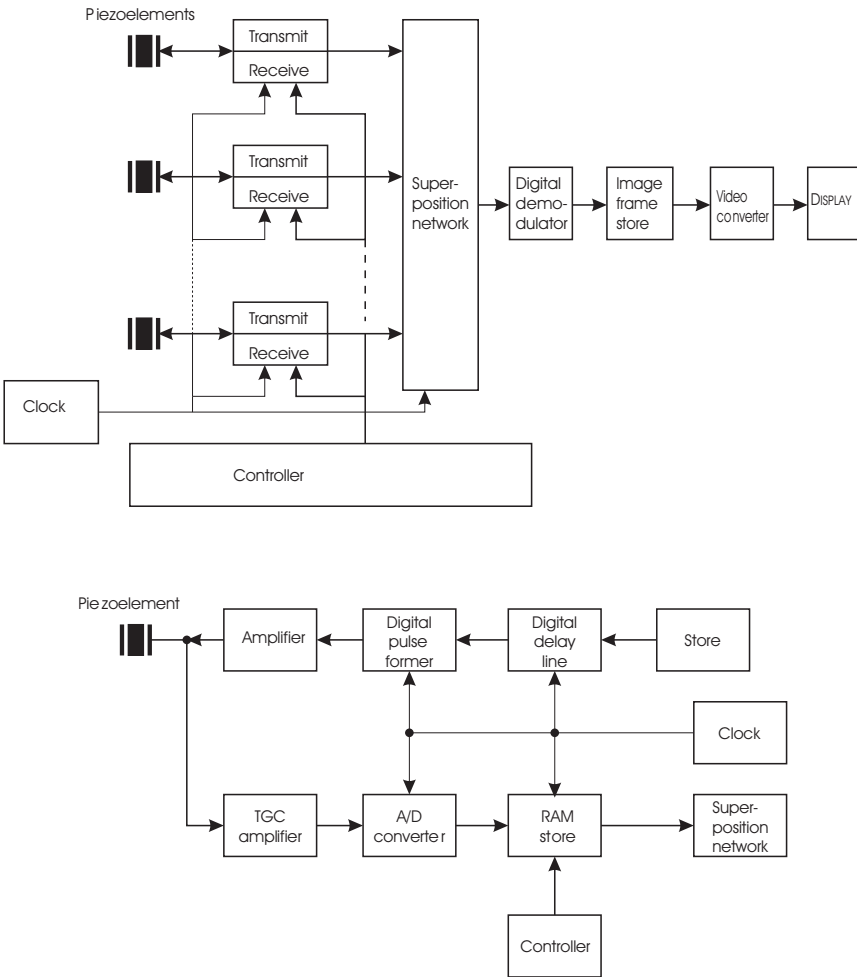 Piezoelements
Transmit
Receive
Transmit
Receive
Super-
position
network
Digital
demo-
dulator
Image
frame
store
Video
converter
DISPLAY
Transmit
Receive
Clock
Controller
Piezoelement
Amplifier
Digital
pulse
former
Digital
delay
line
Store
Clock
TGC
amplifier
A/D
converter
RAM
store
Super-
position
network
Controller